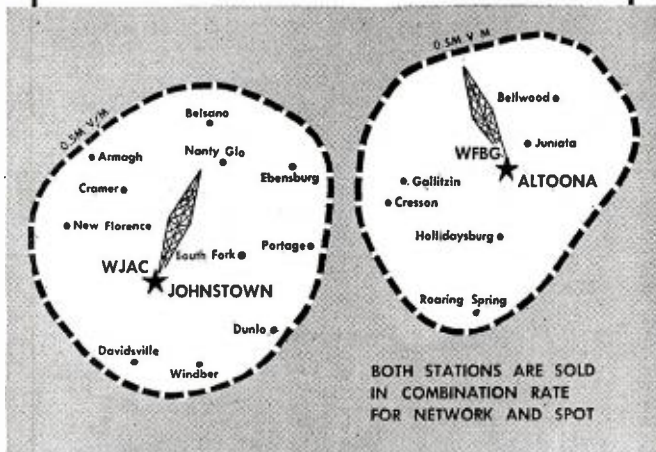 0.5M V/M
Belsano
Armagh
Nanty Glo
Ebensburg
Cramer
New Florence
South Fork
Portage
WJAC
JOHNSTOWN
Dunlo
Davidsville
Windber
0.5M V M
Bellwood
Juniata
WFBG
ALTOONA
Gallitzin
Cresson
Hollidaysburg
Roaring Spring
BOTH STATIONS ARE SOLD
IN COMBINATION RATE
FOR NETWORK AND SPOT